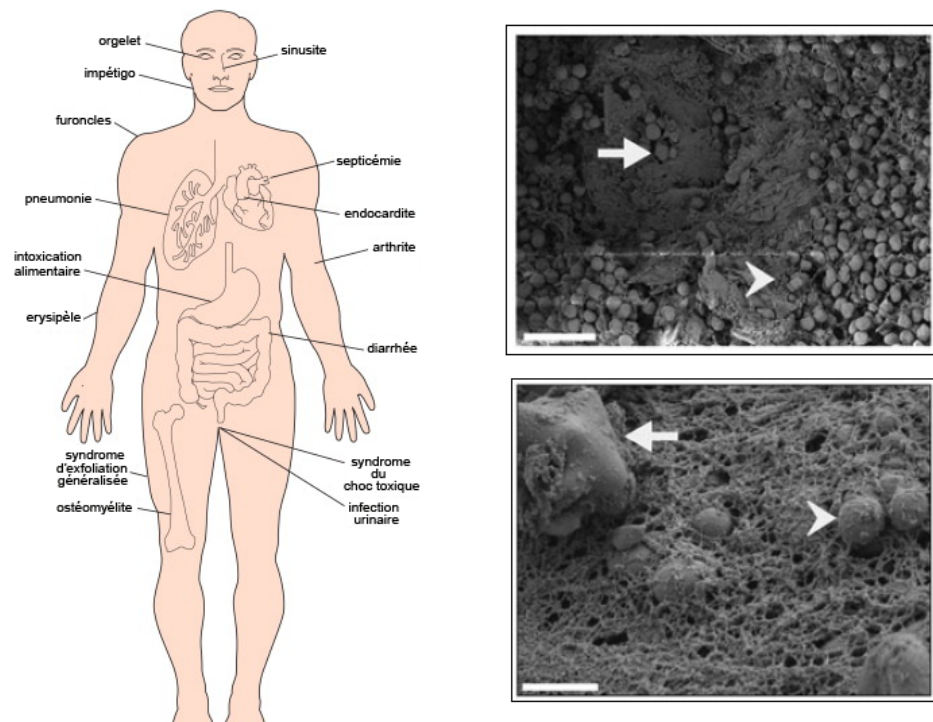 orgelet
sinusite
impétigo
furoncles
septicémie
pneumonie
endocardite
arthrite
intoxication
alimentaire
erysipèle
diarrhée
syndrome
d'exfoliation
généralisée
syndrome
du
choc toxique
ostéomyélite
infection
urinaire